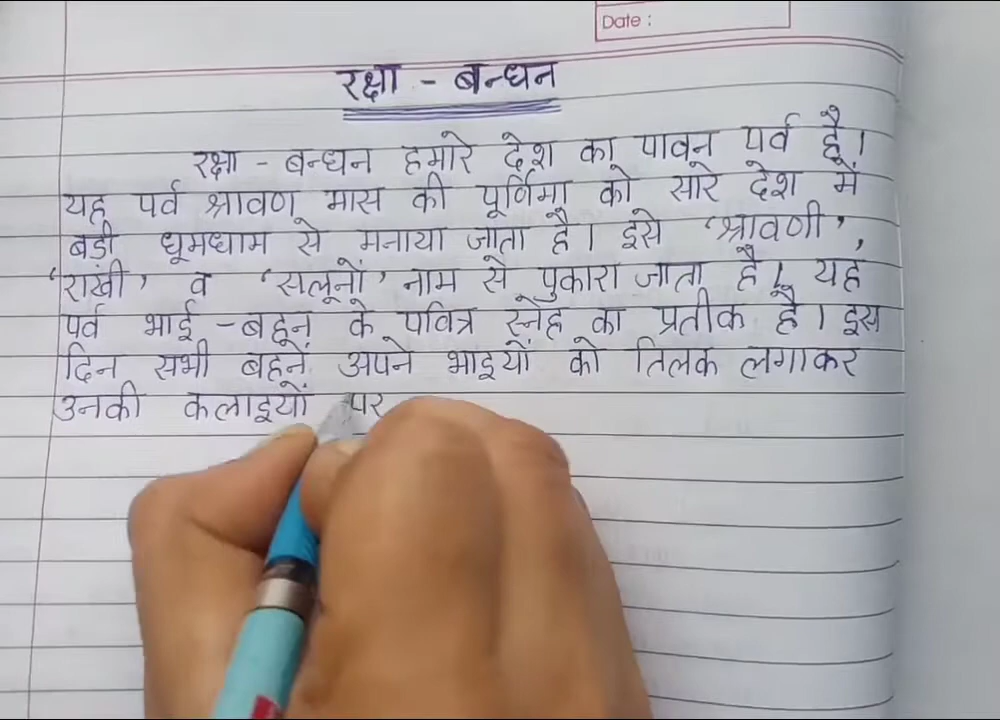 Date :
रक्षा - बन्धन
रक्षा - बन्धन हमारे देश का पावन पर्व है।
यह पर्व श्रावण मास की पूर्णिमा को सारे देश में
बड़ी धूमधाम से मनाया जाता है। इसे 'श्रावणी',
'राखी' व 'सलूनों' नाम से पुकारा जाता है। यह
पर्व भाई - बहन के पवित्र स्नेह का प्रतीक है। इस
दिन सभी बहनें अपने भाइयों को तिलक लगाकर
उनकी कलाइयों पर